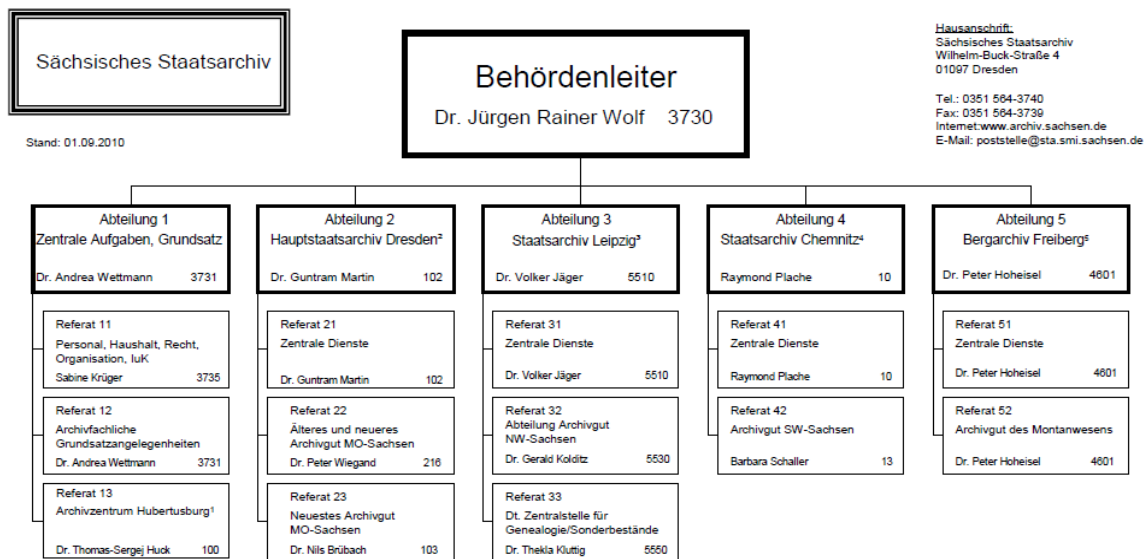 Sächsisches Staatsarchiv
Stand: 01.09.2010
Behördenleiter
Dr. Jürgen Rainer Wolf 3730
Hausanschrift:
Sächsisches Staatsarchiv
Wilhelm-Buck-Straße 4
01097 Dresden
Tel.: 0351 564-3740
Fax: 0351 564-3739
Internet:www.archiv.sachsen.de
E-Mail: poststelle@sta.smi.sachsen.de
Abteilung 1
Zentrale Aufgaben, Grundsatz
Dr. Andrea Wettmann 3731
Referat 11
Personal, Haushalt, Recht,
Organisation, IuK
Sabine Krüger 3735
Referat 12
Archivfachliche
Grundsatzangelegenheiten
Dr. Andrea Wettmann 3731
Referat 13
Archivzentrum Hubertusburg¹
Dr. Thomas-Sergej Huck 100
Abteilung 2
Hauptstaatsarchiv Dresden²
Dr. Guntram Martin 102
Referat 21
Zentrale Dienste
Dr. Guntram Martin 102
Referat 22
Älteres und neueres
Archivgut MO-Sachsen
Dr. Peter Wiegand 216
Referat 23
Neuestes Archivgut
MO-Sachsen
Dr. Nils Brübach 103
Abteilung 3
Staatsarchiv Leipzig³
Dr. Volker Jäger 5510
Referat 31
Zentrale Dienste
Dr. Volker Jäger 5510
Referat 32
Abteilung Archivgut
NW-Sachsen
Dr. Gerald Kolditz 5530
Referat 33
Dt. Zentralstelle für
Genealogie/Sonderbestände
Dr. Thekla Kluttig 5550
Abteilung 4
Staatsarchiv Chemnitz⁴
Raymond Plache 10
Referat 41
Zentrale Dienste
Raymond Plache 10
Referat 42
Archivgut SW-Sachsen
Barbara Schaller 13
Abteilung 5
Bergarchiv Freiberg⁵
Dr. Peter Hoheisel 4601
Referat 51
Zentrale Dienste
Dr. Peter Hoheisel 4601
Referat 52
Archivgut des Montanwesens
Dr. Peter Hoheisel 4601